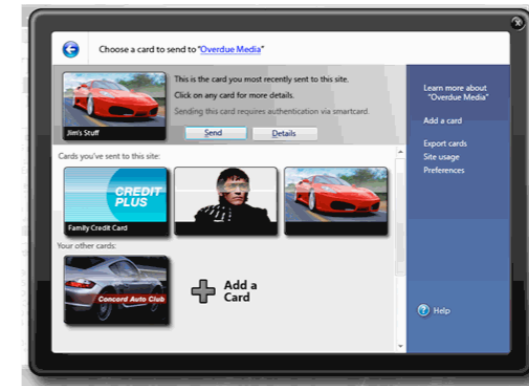 Choose a card to send to "Overdue Media"
This is the card you most recently sent to this site.
Click on any card for more details.
Sending this card requires authentication via smartcard.
Jim's Stuff
Send
Details
Learn more about
"Overdue Media"
Add a card
Export cards
Site usage
Preferences
Cards you've sent to this site:
CREDIT
PLUS
Family Credit Card
Your other cards:
Concord Auto Club
Add a
Card
Help